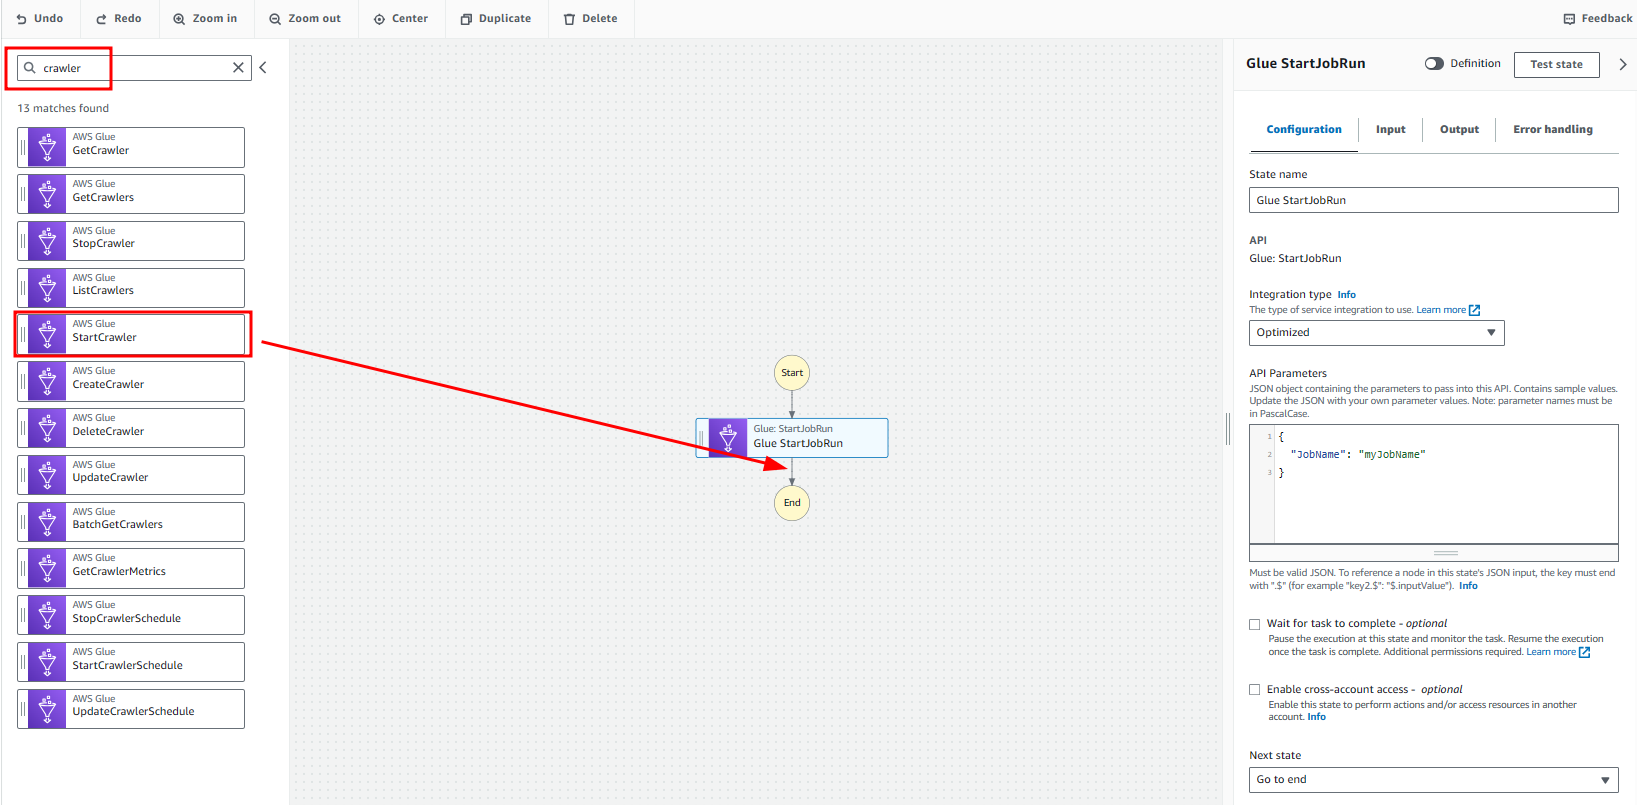 Undo
Redo
Zoom in
Zoom out
Center
Duplicate
Delete
Feedback
crawler
13 matches found
AWS Glue
GetCrawler
AWS Glue
GetCrawlers
AWS Glue
StopCrawler
AWS Glue
ListCrawlers
AWS Glue
StartCrawler
AWS Glue
CreateCrawler
AWS Glue
DeleteCrawler
AWS Glue
UpdateCrawler
AWS Glue
BatchGetCrawlers
AWS Glue
GetCrawlerMetrics
AWS Glue
StopCrawlerSchedule
AWS Glue
StartCrawlerSchedule
AWS Glue
UpdateCrawlerSchedule
Start
Glue: StartJobRun
Glue StartJobRun
End
Glue StartJobRun
Definition
Test state
Configuration
Input
Output
Error handling
State name
Glue StartJobRun
API
Glue: StartJobRun
Integration type Info
The type of service integration to use. Learn more
Optimized
API Parameters
JSON object containing the parameters to pass into this API. Contains sample values.
Update the JSON with your own parameter values. Note: parameter names must be
in PascalCase.
1 {
2 "JobName": "myJobName"
3 }
Must be valid JSON. To reference a node in this state's JSON input, the key must end
with ".$" (for example "key2.$": "$.inputValue"). Info
Wait for task to complete - optional
Pause the execution at this state and monitor the task. Resume the execution
once the task is complete. Additional permissions required. Learn more
Enable cross-account access - optional
Enable this state to perform actions and/or access resources in another
account. Info
Next state
Go to end